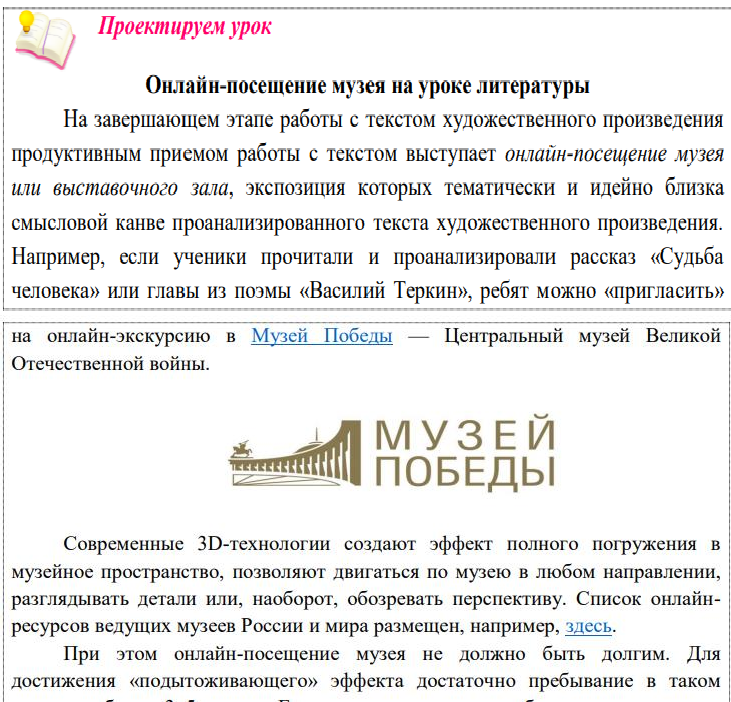 Проектируем урок
Онлайн-посещение музея на уроке литературы
На завершающем этапе работы с текстом художественного произведения
продуктивным приемом работы с текстом выступает онлайн-посещение музея
или выставочного зала, экспозиция которых тематически и идейно близка
смысловой канве проанализированного текста художественного произведения.
Например, если ученики прочитали и проанализировали рассказ «Судьба
человека» или главы из поэмы «Василий Теркин», ребят можно «пригласить»
на онлайн-экскурсию в Музей Победы — Центральный музей Великой
Отечественной войны.
МУЗЕЙ
ПОБЕДЫ
Современные 3D-технологии создают эффект полного погружения в
музейное пространство, позволяют двигаться по музею в любом направлении,
разглядывать детали или, наоборот, обозревать перспективу. Список онлайн-
ресурсов ведущих музеев России и мира размещен, например, здесь.
При этом онлайн-посещение музея не должно быть долгим. Для
достижения «подытоживающего» эффекта достаточно пребывание в таком